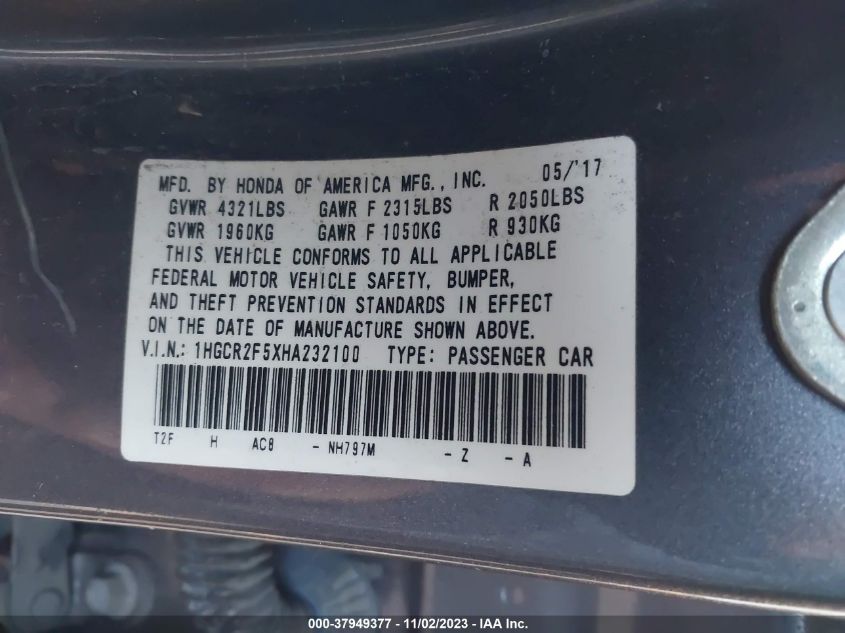 MFD. BY HONDA OF AMERICA MFG., INC. 05/'17
GVWR 4321LBS GAWR F 2315LBS R 2050LBS
GVWR 1960KG GAWR F 1050KG R 930KG
THIS VEHICLE CONFORMS TO ALL APPLICABLE
FEDERAL MOTOR VEHICLE SAFETY, BUMPER,
AND THEFT PREVENTION STANDARDS IN EFFECT
ON THE DATE OF MANUFACTURE SHOWN ABOVE.
V.I.N.: 1HGCR2F5XHA232100 TYPE: PASSENGER CAR
T2F H AC8 - NH797M - Z - A
000-37949377 - 11/02/2023 - IAA Inc.